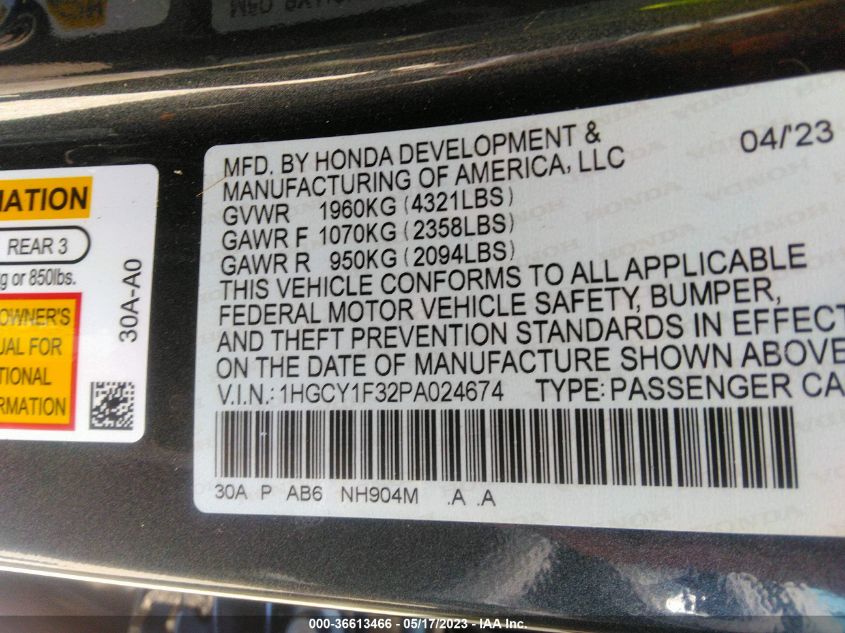 MATION
REAR 3
kg or 850lbs.
OWNER'S
UAL FOR
TIONAL
ORMATION
30A-A0
MFD. BY HONDA DEVELOPMENT &
MANUFACTURING OF AMERICA, LLC
04/'23
GVWR 1960KG (4321LBS)
GAWR F 1070KG (2358LBS)
GAWR R 950KG (2094LBS)
THIS VEHICLE CONFORMS TO ALL APPLICABLE
FEDERAL MOTOR VEHICLE SAFETY, BUMPER,
AND THEFT PREVENTION STANDARDS IN EFFECT
ON THE DATE OF MANUFACTURE SHOWN ABOVE
V.I.N.: 1HGCY1F32PA024674 TYPE: PASSENGER CA
30A P AB6 NH904M .A .A
000-36613466 - 05/17/2023 - IAA Inc.